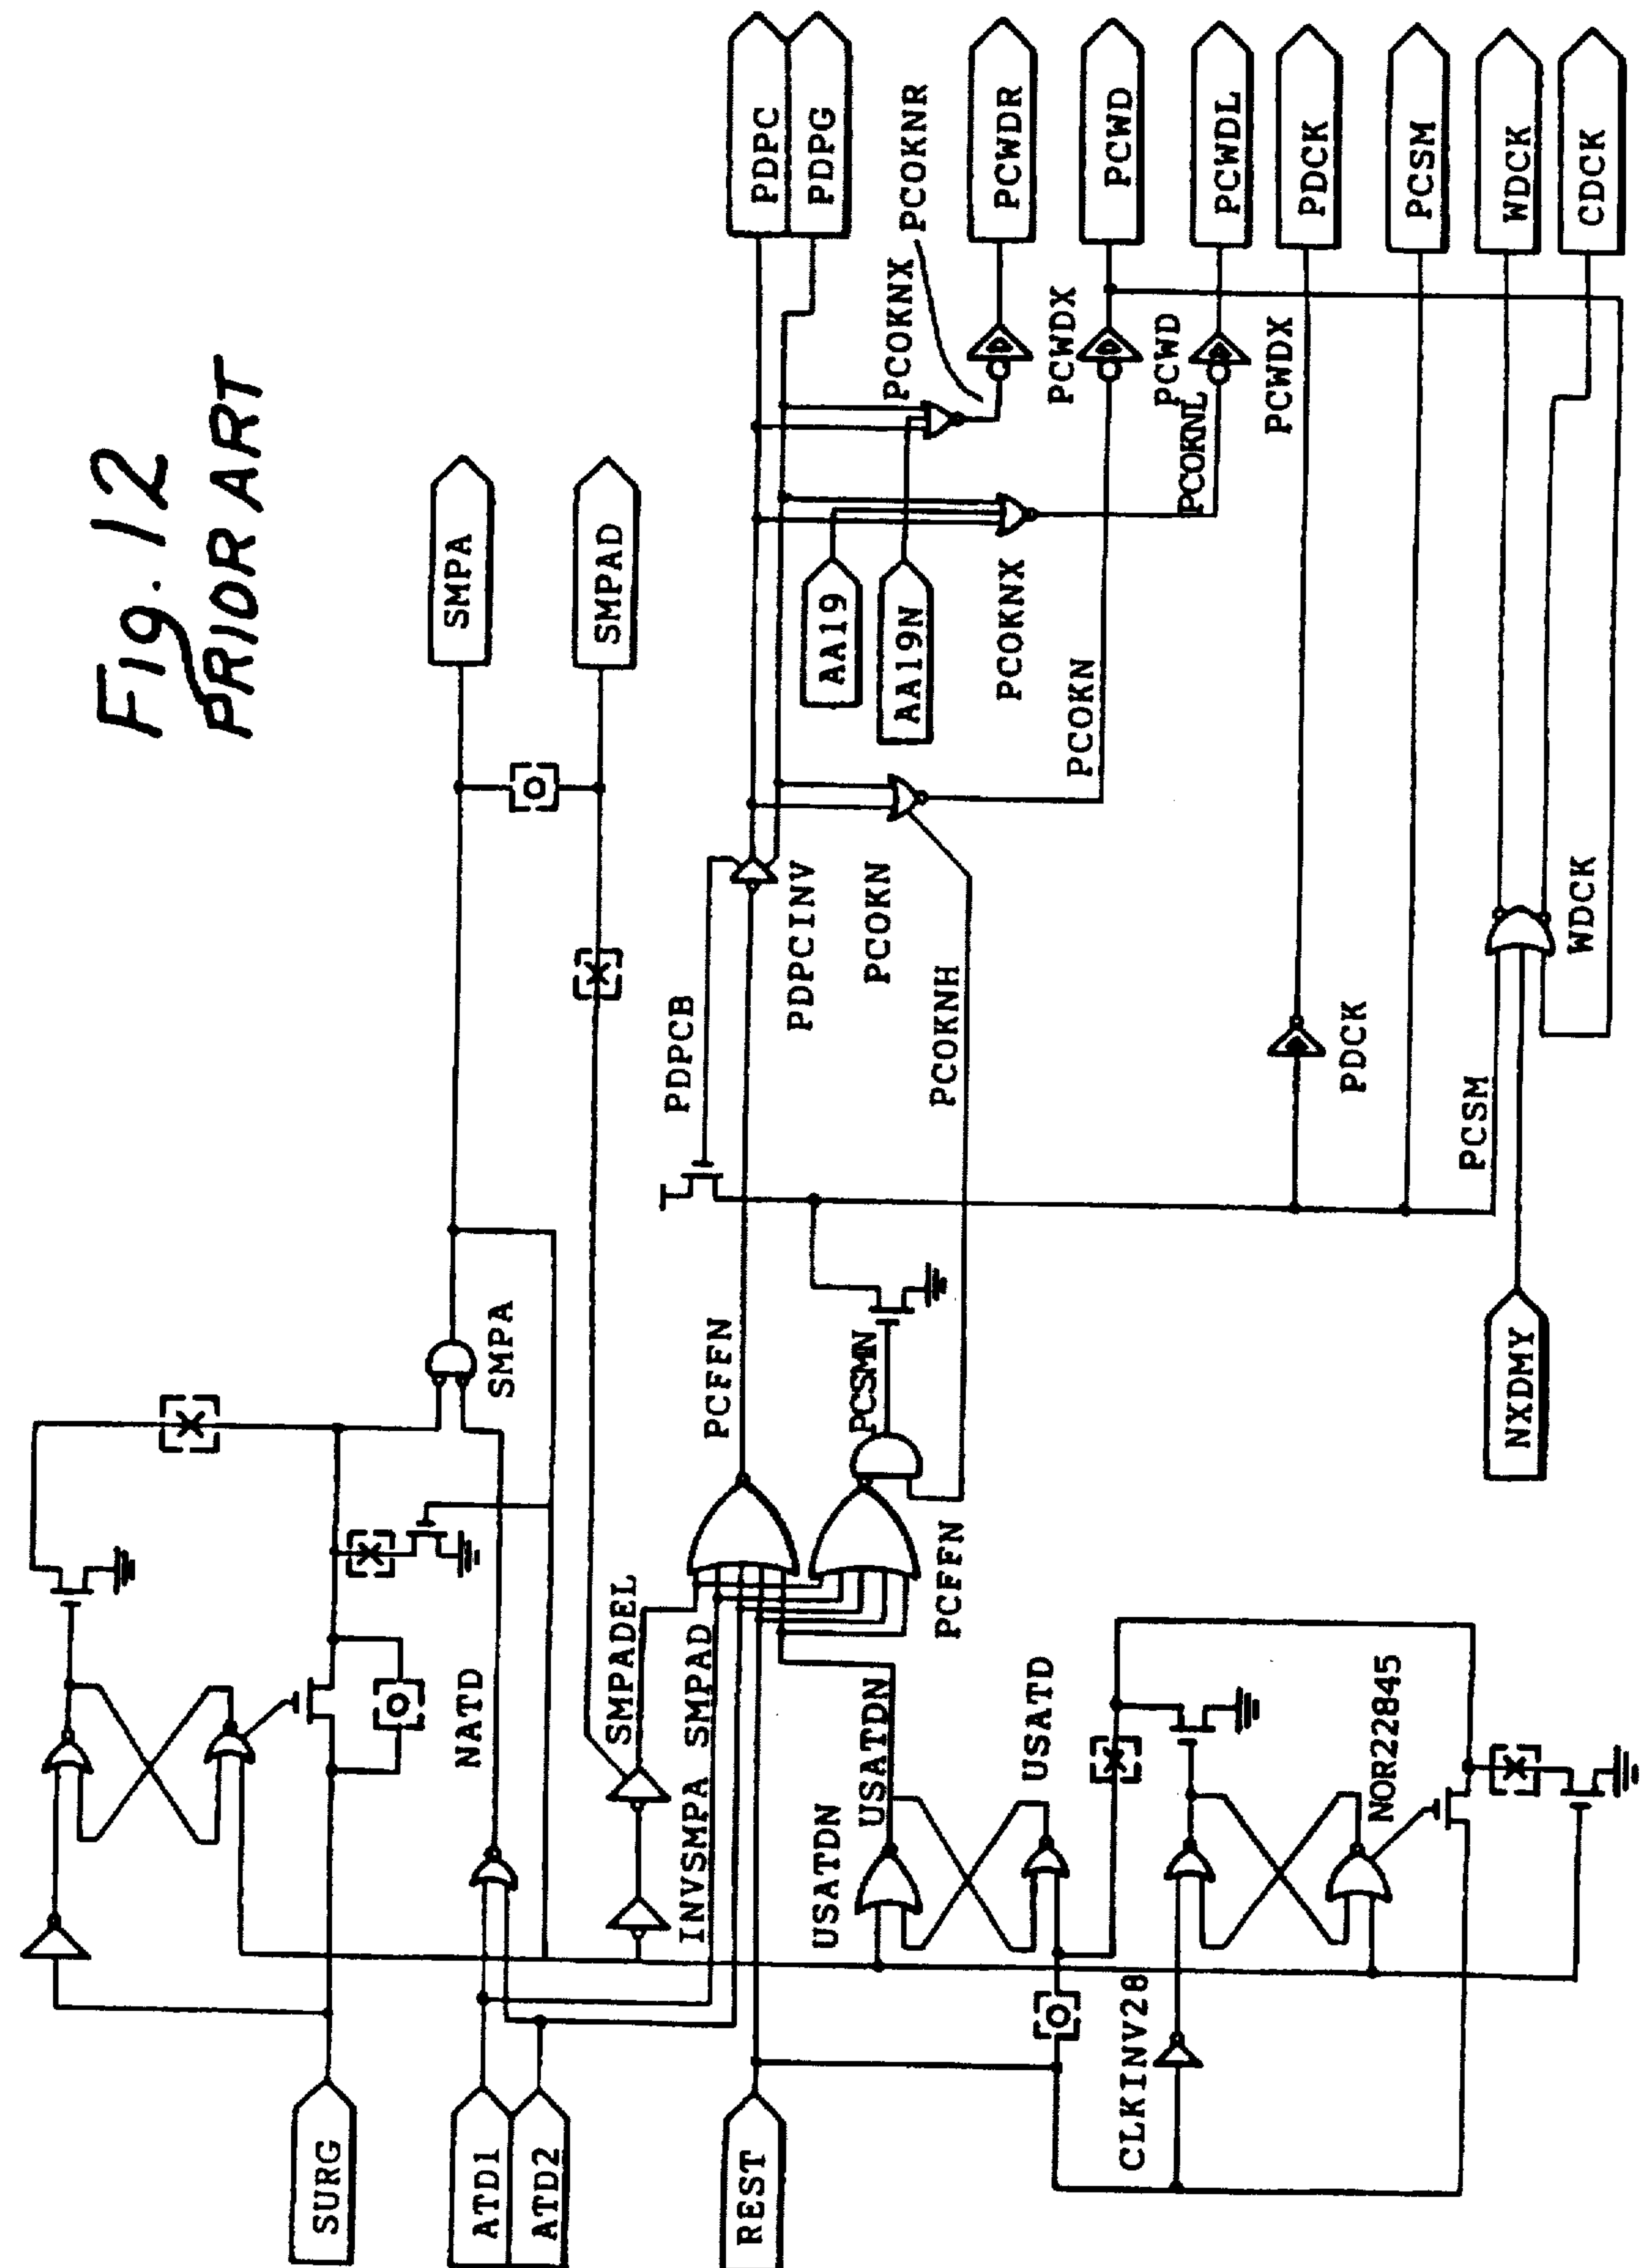 Fig. 12
PRIOR ART
SURG
ATD1
ATD2
REST
NATD
SMPA
SMPA
SMPAD
SMPADEL
INVSMPA SMPAD
PCFFN
PCFFN
PCSMN
PDPCB
PDPCINV
PCOKN
PCOKNH
PCOKN
PCOKNX
AA19
AA19N
PCOKNX
PCOKNR
PCWDX
PCWD
PCOKNL
PCWDX
PDPC
PDPG
PCWDR
PCWD
PCWDL
PDCK
PCSM
WDCK
CDCK
PDCK
PCSM
WDCK
NXDMY
USATDN
USATDN
USATD
CLKINV28
NOR22845